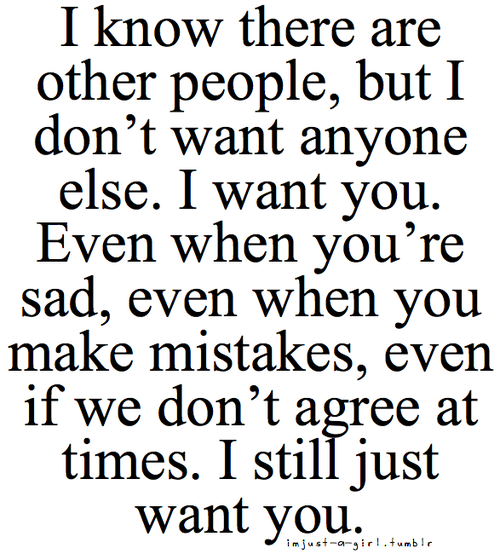 I know there are
other people, but I
don’t want anyone
else. I want you.
Even when you’re
sad, even when you
make mistakes, even
if we don’t agree at
times. I still just
want you.
imjust-a-girl.tumblr